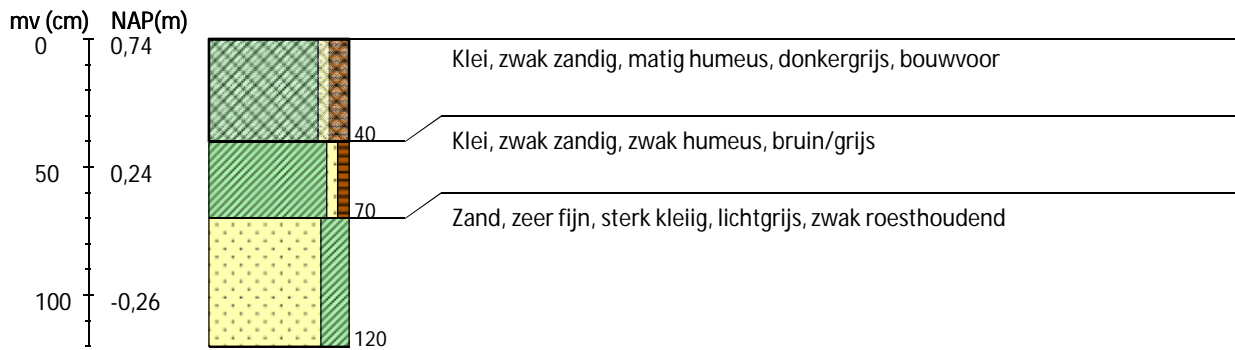 mv (cm) NAP(m)
0 0,74
Klei, zwak zandig, matig humeus, donkergrijs, bouwvoor
40
Klei, zwak zandig, zwak humeus, bruin/grijs
50 0,24
70
Zand, zeer fijn, sterk kleiig, lichtgrijs, zwak roesthoudend
100 -0,26
120